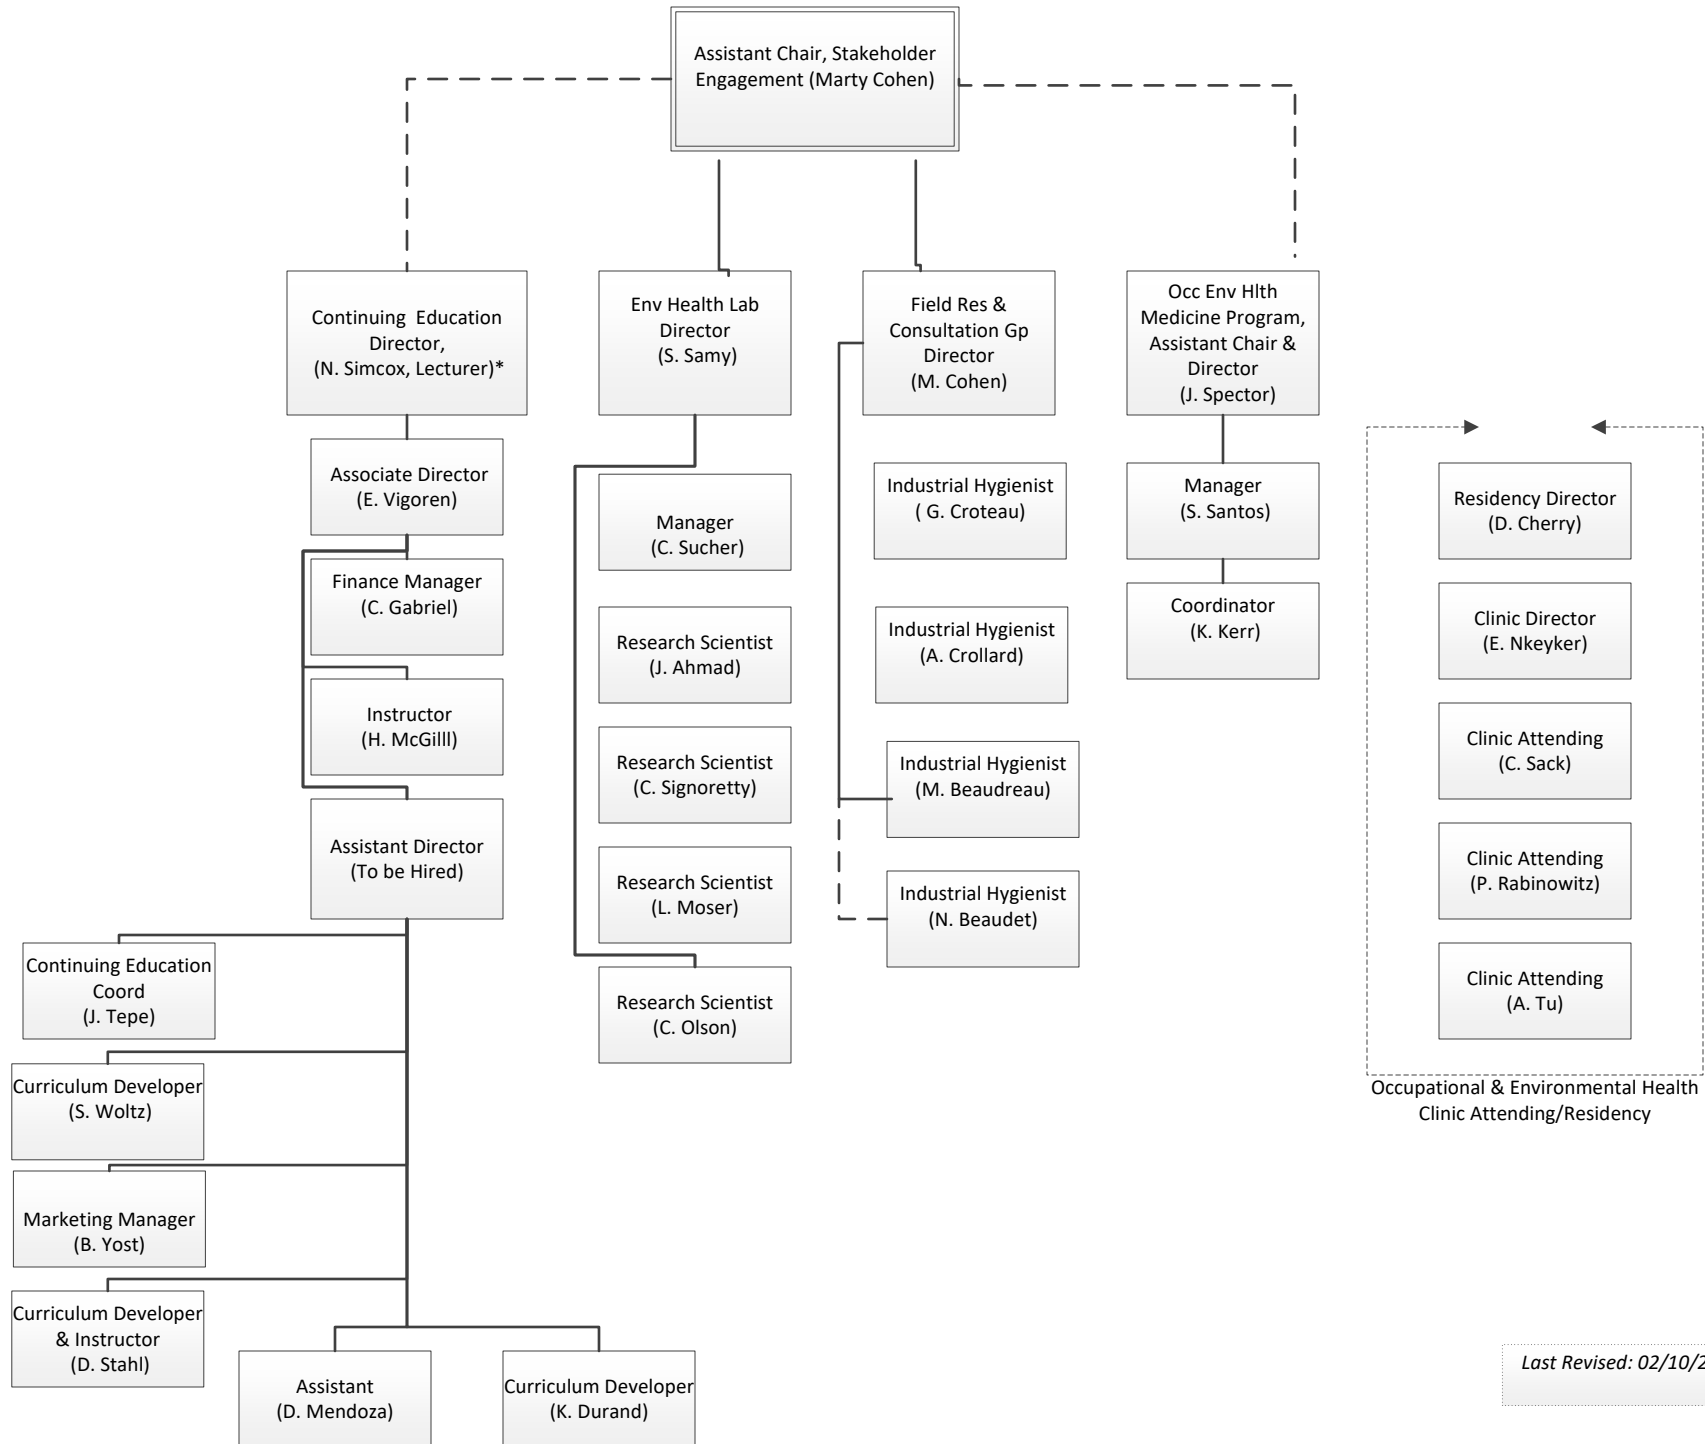 Assistant Chair, Stakeholder
Engagement (Marty Cohen)
Continuing  Education
Director,
(N. Simcox, Lecturer)*
Env Health Lab
Director
(S. Samy)
Field Res &
Consultation Gp
Director
(M. Cohen)
Occ Env Hlth
Medicine Program,
Assistant Chair &
Director
(J. Spector)
Associate Director
(E. Vigoren)
Finance Manager
(C. Gabriel)
Instructor
(H. McGilll)
Assistant Director
(To be Hired)
Continuing Education
Coord
(J. Tepe)
Curriculum Developer
(S. Woltz)
Marketing Manager
(B. Yost)
Curriculum Developer
& Instructor
(D. Stahl)
Assistant
(D. Mendoza)
Curriculum Developer
(K. Durand)
Manager
(C. Sucher)
Research Scientist
(J. Ahmad)
Research Scientist
(C. Signoretty)
Research Scientist
(L. Moser)
Research Scientist
(C. Olson)
Industrial Hygienist
( G. Croteau)
Industrial Hygienist
(A. Crollard)
Industrial Hygienist
(M. Beaudreau)
Industrial Hygienist
(N. Beaudet)
Manager
(S. Santos)
Coordinator
(K. Kerr)
Residency Director
(D. Cherry)
Clinic Director
(E. Nkeyker)
Clinic Attending
(C. Sack)
Clinic Attending
(P. Rabinowitz)
Clinic Attending
(A. Tu)
Occupational & Environmental Health
Clinic Attending/Residency
Last Revised: 02/10/2